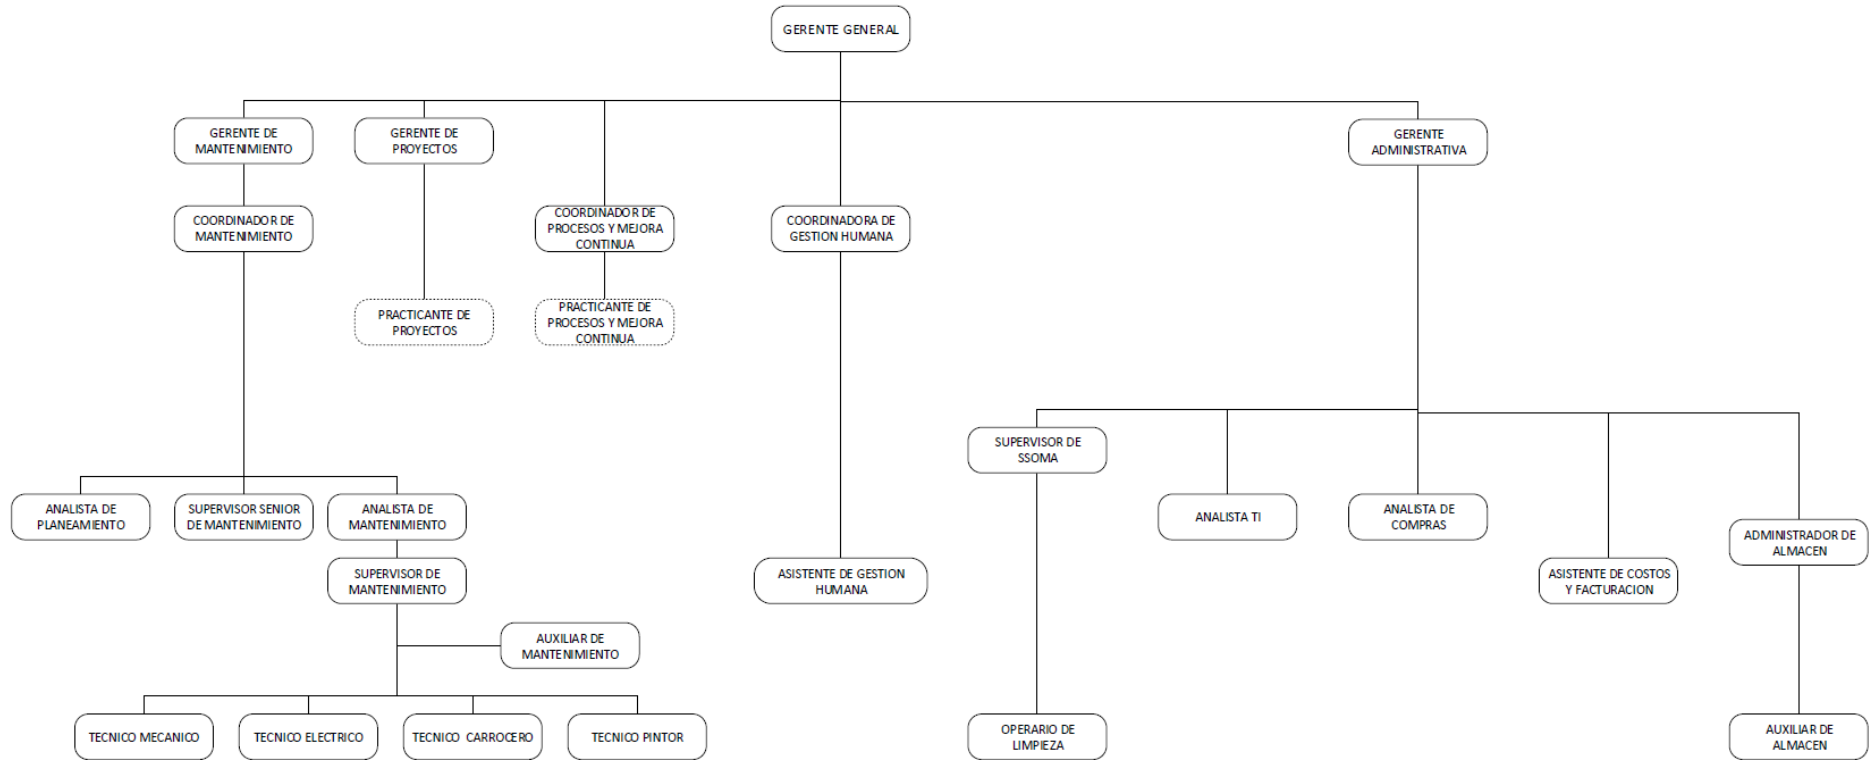 GERENTE GENERAL
GERENTE DE
MANTENIMIENTO
GERENTE DE
PROYECTOS
GERENTE
ADMINISTRATIVA
COORDINADOR DE
MANTENIMIENTO
COORDINADOR DE
PROCESOS Y MEJORA
CONTINUA
COORDINADORA DE
GESTION HUMANA
PRACTICANTE DE
PROYECTOS
PRACTICANTE DE
PROCESOS Y MEJORA
CONTINUA
SUPERVISOR DE
SSOMA
ANALISTA DE
PLANEAMIENTO
SUPERVISOR SENIOR
DE MANTENIMIENTO
ANALISTA DE
MANTENIMIENTO
ANALISTA TI
ANALISTA DE
COMPRAS
ADMINISTRADOR DE
ALMACEN
SUPERVISOR DE
MANTENIMIENTO
ASISTENTE DE GESTION
HUMANA
ASISTENTE DE COSTOS
Y FACTURACION
AUXILIAR DE
MANTENIMIENTO
TECNICO MECANICO
TECNICO ELECTRICO
TECNICO CARROCERO
TECNICO PINTOR
OPERARIO DE
LIMPIEZA
AUXILIAR DE
ALMACEN